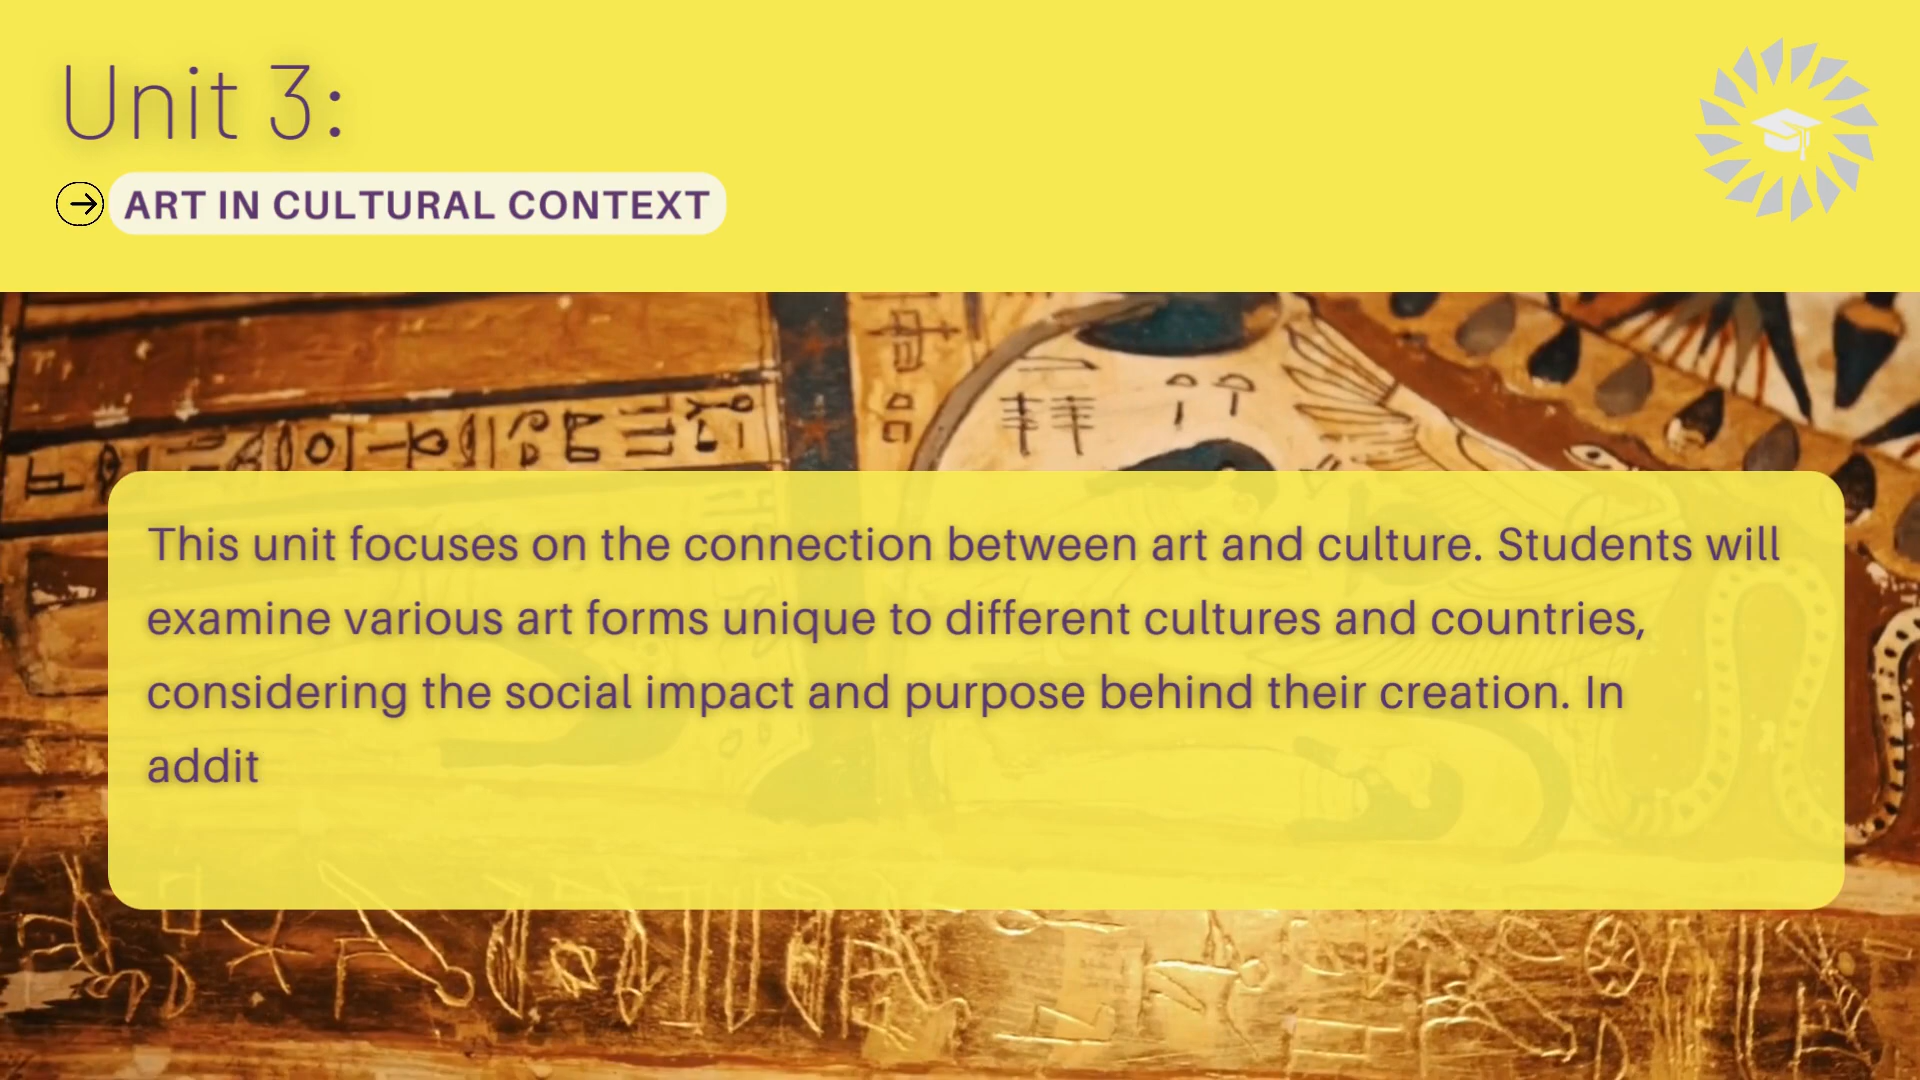 Unit 3:
ART IN CULTURAL CONTEXT
This unit focuses on the connection between art and culture. Students will
examine various art forms unique to different cultures and countries,
considering the social impact and purpose behind their creation. In
addit